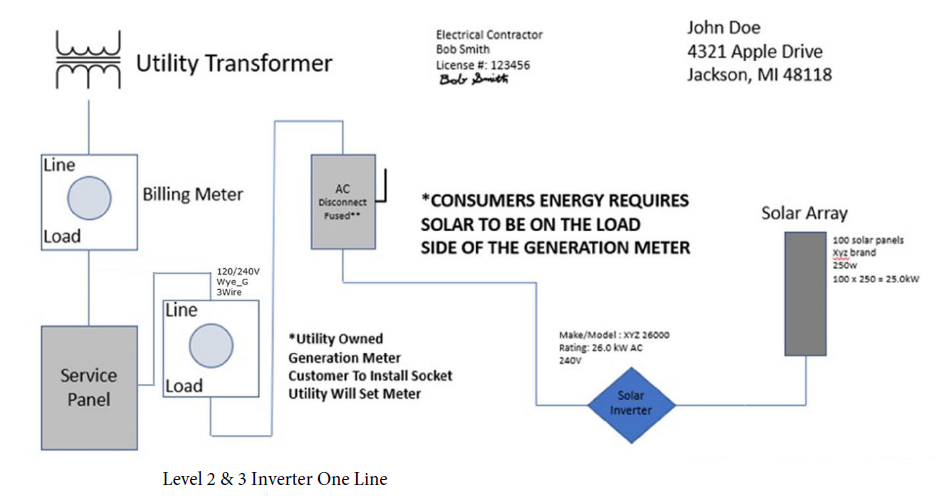 Utility Transformer
Electrical Contractor
Bob Smith
License #: 123456
Bob Smith
John Doe
4321 Apple Drive
Jackson, MI 48118
Line
Load
Billing Meter
AC
Disconnect
Fused**
*CONSUMERS ENERGY REQUIRES
SOLAR TO BE ON THE LOAD
SIDE OF THE GENERATION METER
Solar Array
100 solar panels
Xyz brand
250w
100 x 250 = 25.0kW
120/240V
Wye_G
3Wire
Line
Load
*Utility Owned
Generation Meter
Customer To Install Socket
Utility Will Set Meter
Service
Panel
Make/Model : XYZ 26000
Rating: 26.0 kW AC
240V
Solar
Inverter
Level 2 & 3 Inverter One Line